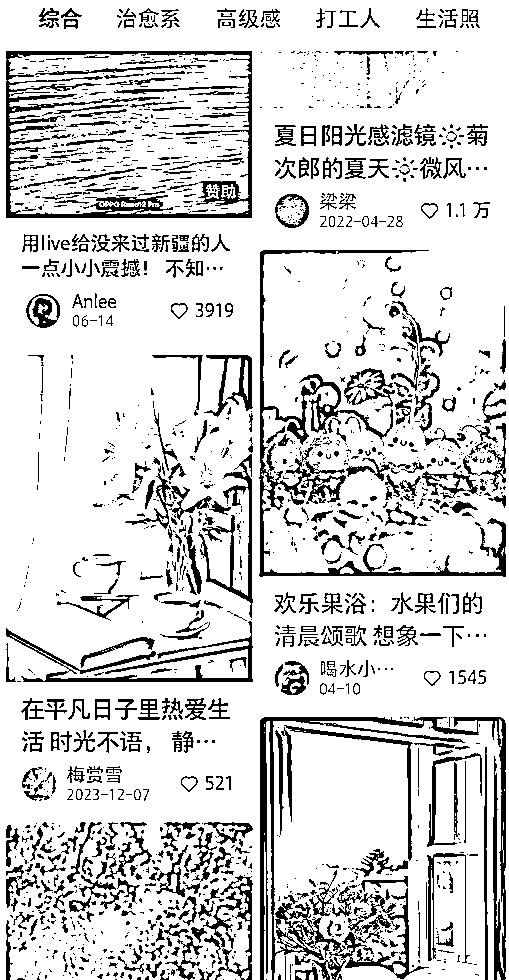 综合 治愈系 高级感 打工人 生活照
OPPO Reno12 Pro
赞助
用live给没来过新疆的人
一点小小震撼！ 不知…
Anlee
06-14
3919
夏日阳光感滤镜🔆菊
次郎的夏天🔆微风…
梁梁
2022-04-28
1.1万
在平凡日子里热爱生
活 时光不语， 静…
梅赏雪
2023-12-07
521
欢乐果浴：水果们的
清晨颂歌 想象一下…
喝水小…
04-10
1545